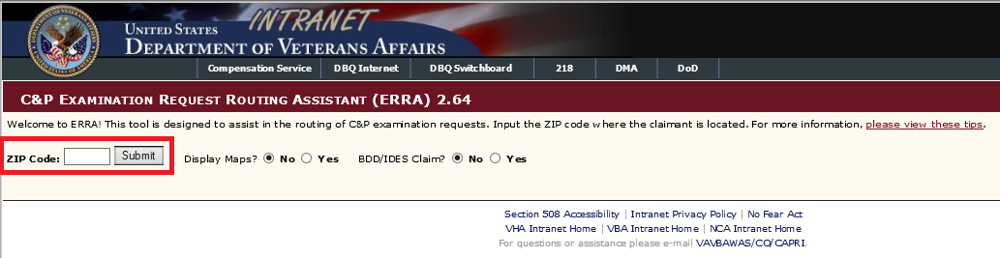 INTRANET
UNITED STATES
DEPARTMENT OF VETERANS AFFAIRS
Compensation Service DBQ Internet DBQ Switchboard 218 DMA DoD
C&P EXAMINATION REQUEST ROUTING ASSISTANT (ERRA) 2.64
Welcome to ERRA! This tool is designed to assist in the routing of C&P examination requests. Input the ZIP code where the claimant is located. For more information, please view these tips.
ZIP Code: Submit Display Maps? No Yes BDD/IDES Claim? No Yes
Section 508 Accessibility | Intranet Privacy Policy | No Fear Act
VHA Intranet Home | VBA Intranet Home | NCA Intranet Home
For questions or assistance please e-mail VAVBAWAS/CO/CAPRI.